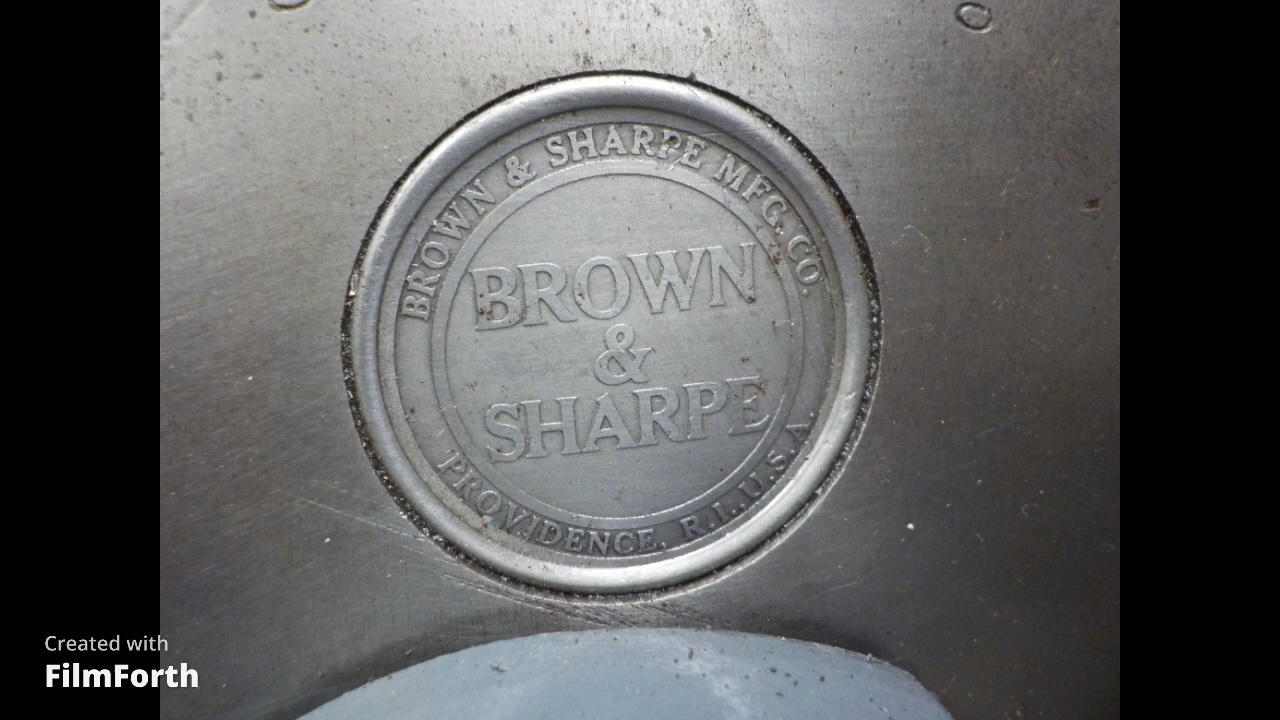 BROWN & SHARPE MFG. CO.
BROWN
&
SHARPE
PROVIDENCE, R.I., U.S.A.
Created with
FilmForth